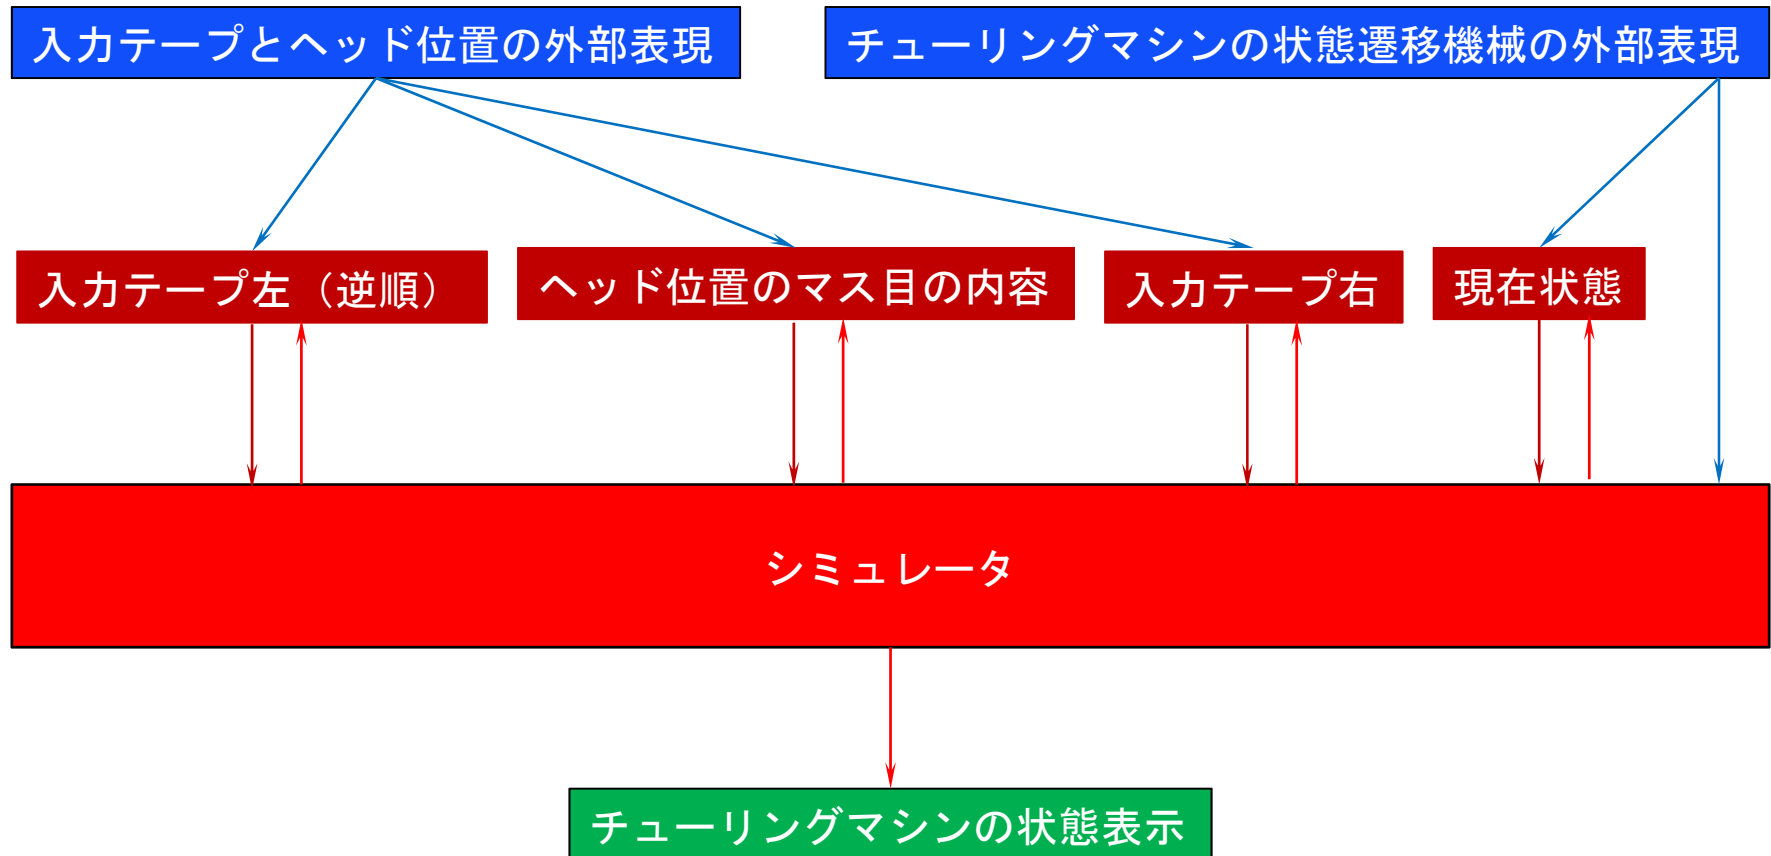 入力テープとヘッド位置の外部表現
チューリングマシンの状態遷移機械の外部表現
入力テープ左（逆順）
ヘッド位置のマス目の内容
入力テープ右
現在状態
シミュレータ
チューリングマシンの状態表示